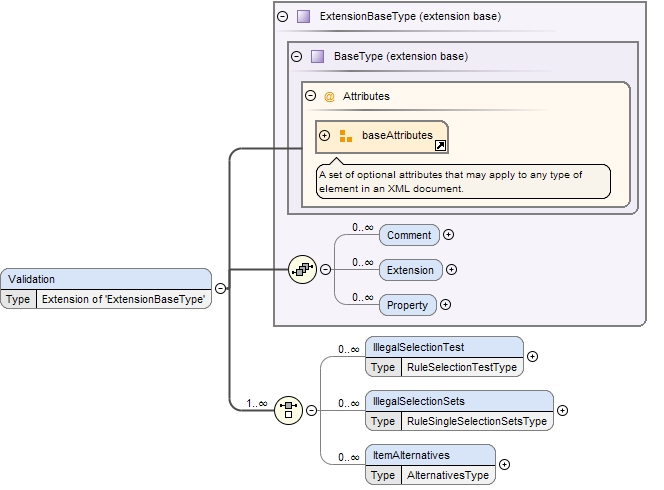 ExtensionBaseType (extension base)
BaseType (extension base)
@ Attributes
baseAttributes
A set of optional attributes that may apply to any type of
element in an XML document.
0..∞
Comment
0..∞
Extension
0..∞
Property
Validation
Type Extension of 'ExtensionBaseType'
1..∞
0..∞
IllegalSelectionTest
Type RuleSelectionTestType
0..∞
IllegalSelectionSets
Type RuleSingleSelectionSetsType
0..∞
ItemAlternatives
Type AlternativesType